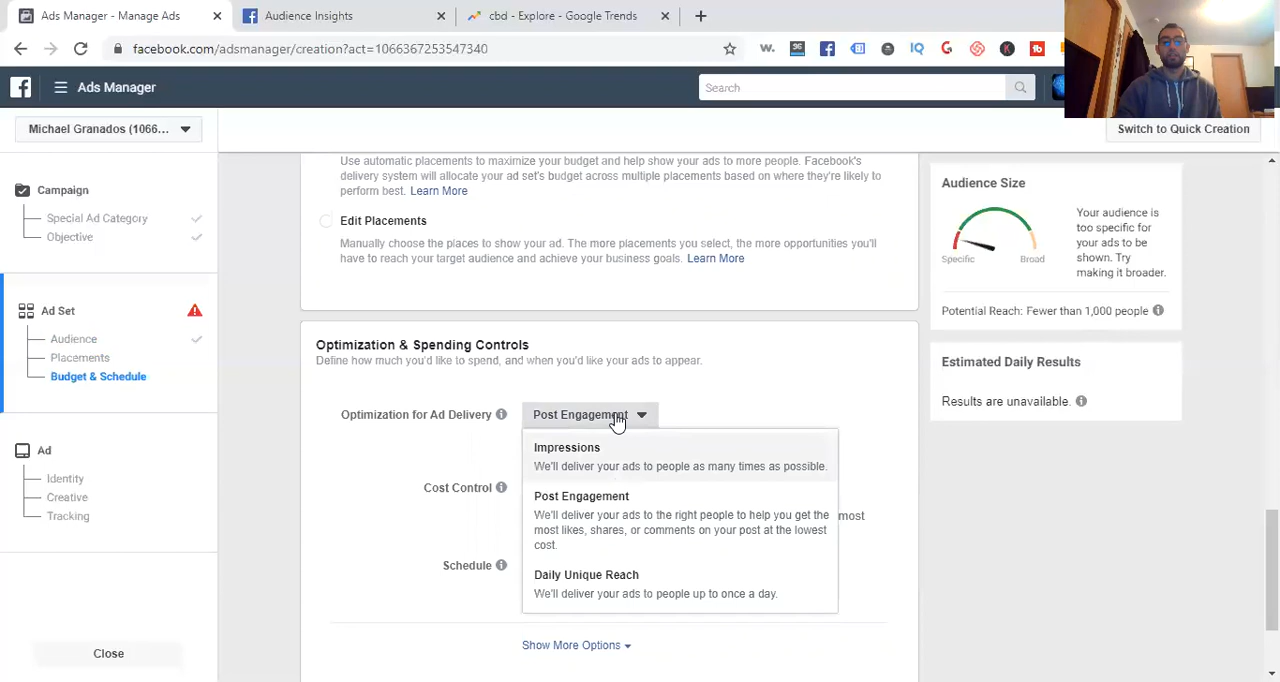 Ads Manager - Manage Ads
Audience Insights
cbd - Explore - Google Trends
facebook.com/adsmanager/creation?act=1066367253547340
Ads Manager
Search
Michael Granados (1066...
Switch to Quick Creation
Campaign
Special Ad Category
Objective
Ad Set
Audience
Placements
Budget & Schedule
Ad
Identity
Creative
Tracking
Close
Use automatic placements to maximize your budget and help show your ads to more people. Facebook's
delivery system will allocate your ad set's budget across multiple placements based on where they're likely to
perform best. Learn More
Edit Placements
Manually choose the places to show your ad. The more placements you select, the more opportunities you'll
have to reach your target audience and achieve your business goals. Learn More
Optimization & Spending Controls
Define how much you'd like to spend, and when you'd like your ads to appear.
Optimization for Ad Delivery
Post Engagement
Impressions
We'll deliver your ads to people as many times as possible.
Post Engagement
We'll deliver your ads to the right people to help you get the
most likes, shares, or comments on your post at the lowest
cost.
Daily Unique Reach
We'll deliver your ads to people up to once a day.
Cost Control
most
Schedule
Show More Options
Audience Size
Specific
Broad
Your audience is
too specific for
your ads to be
shown. Try
making it broader.
Potential Reach: Fewer than 1,000 people
Estimated Daily Results
Results are unavailable.